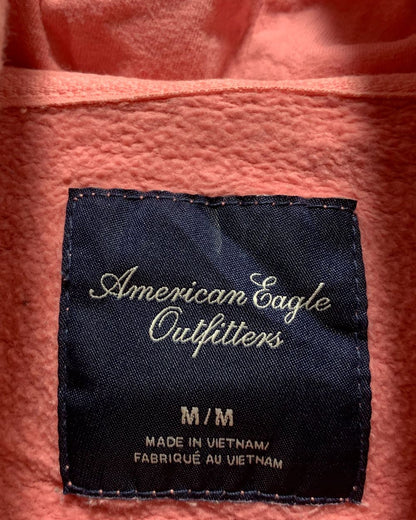 American Eagle
Outfitters
M/M
MADE IN VIETNAM/
FABRIQUÉ AU VIETNAM